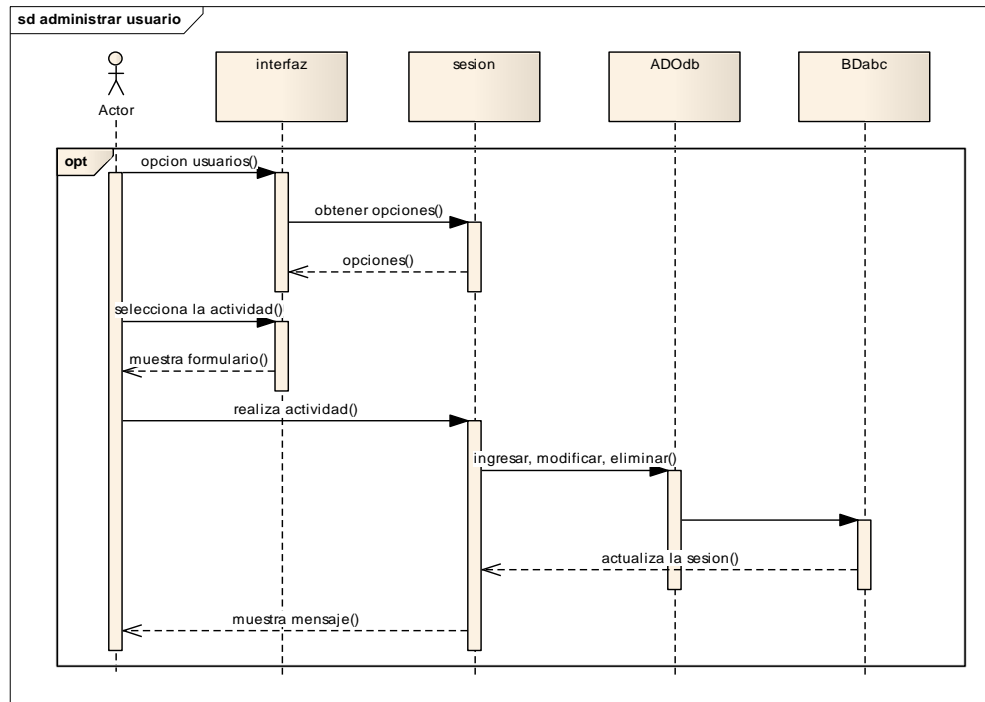 sd administrar usuario
Actor
interfaz
sesion
ADOdb
BDabc
opt
opcion usuarios()
obtener opciones()
opciones()
selecciona la actividad()
muestra formulario()
realiza actividad()
ingresar, modificar, eliminar()
actualiza la sesion()
muestra mensaje()